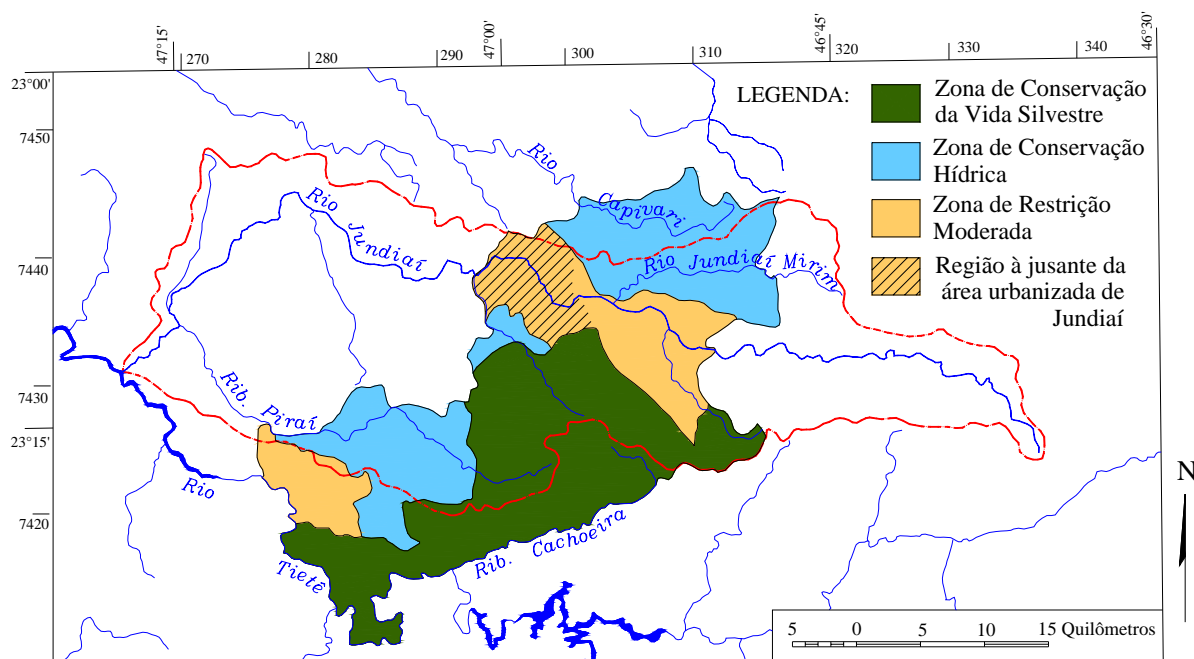 47°15'
270
280
290
47°00'
300
310
46°45'
320
330
340
46°30'
23°00'
7450
7440
7430
23°15'
7420
LEGENDA:
Zona de Conservação
da Vida Silvestre
Zona de Conservação
Hídrica
Zona de Restrição
Moderada
Região à jusante da
área urbanizada de
Jundiaí
Rio
Capivari
Rio Jundiaí Mirim
Rio
Jundiaí
Rib. Piraí
Rio
Tietê
Rib. Cachoeira
N
5 0 5 10 15 Quilômetros